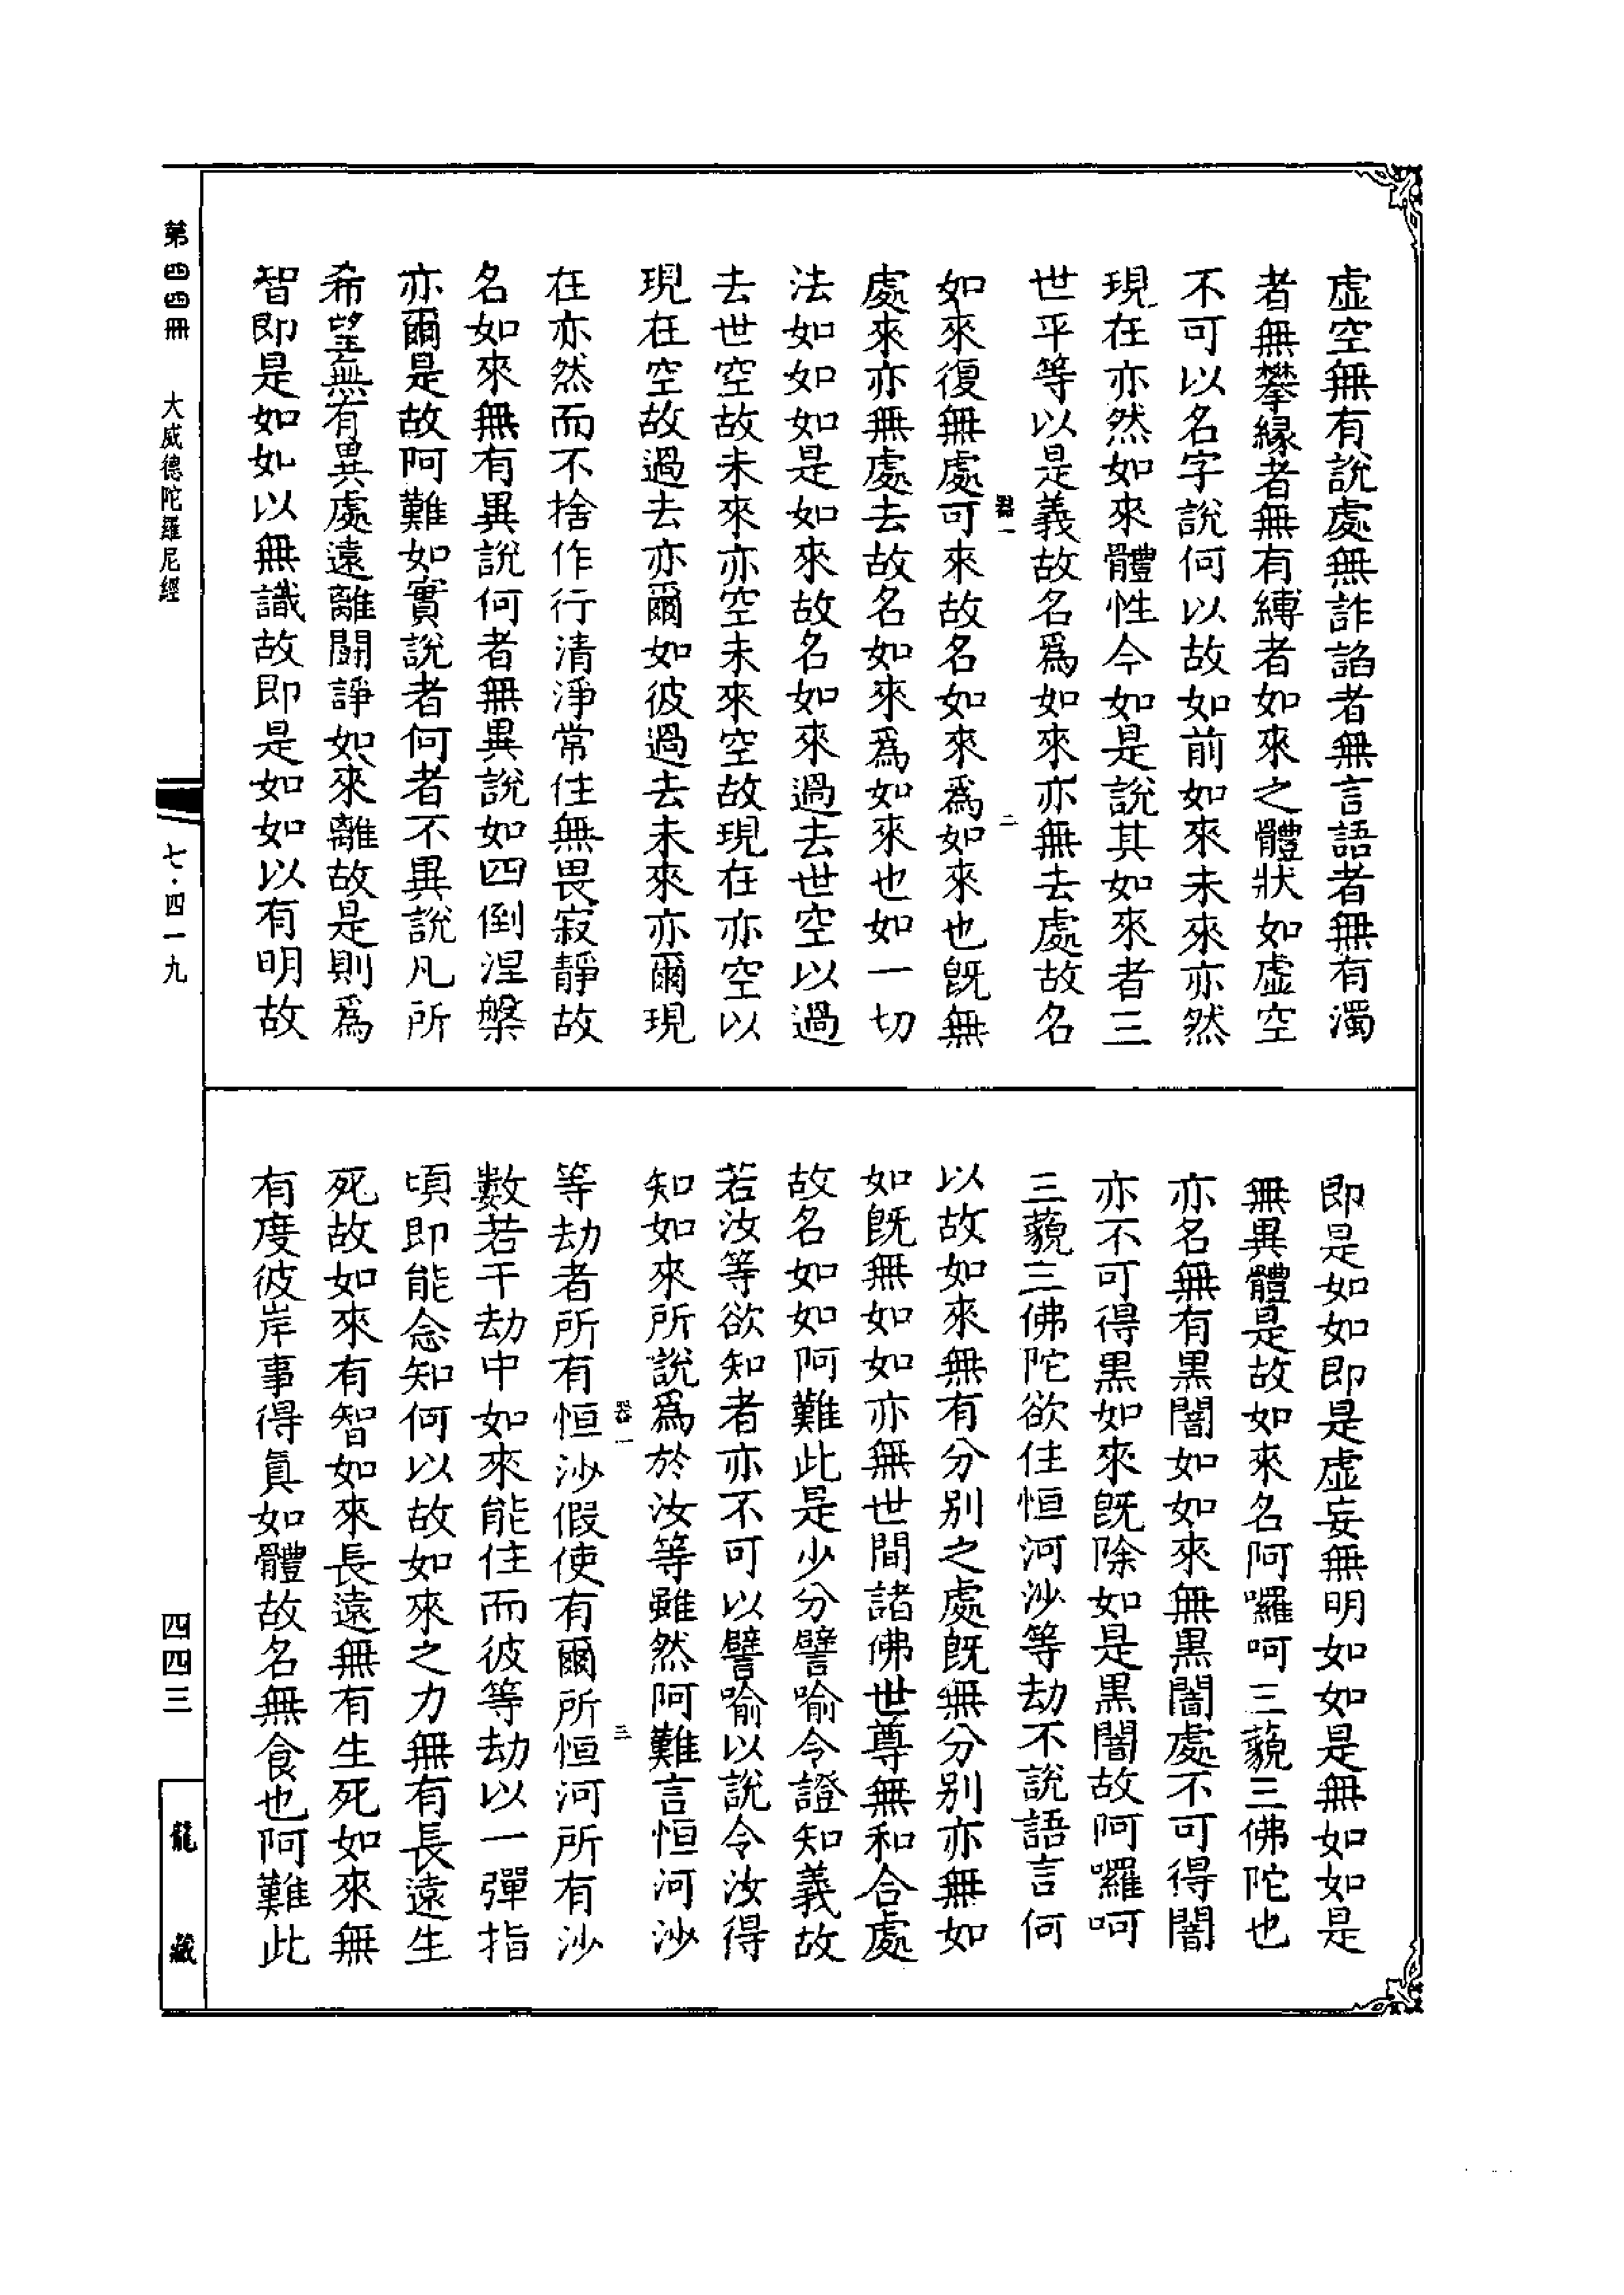 虛空無有說處無詐諂者無言語者無有濁
者無攀緣者無有縛者如來之體狀如虛空
不可以名字說何以故如前如來未來亦然
現在亦然如來體性今如是說其如來者三
世平等以是義故名爲如來亦無去處故名
器一 二
如來復無處可來故名如來爲如來也旣無
處來亦無處去故名如來爲如來也如一切
法如如如是如來故名如來過去世空以過
去世空故未來亦空未來空故現在亦空以
現在空故過去亦爾如彼過去未來亦爾現
在亦然而不捨作行清淨常住無畏寂靜故
名如來無有異說何者無異說如四倒涅槃
亦爾是故阿難如實說者何者不異說凡所
希望無有異處遠離鬪諍如來離故是則爲
智即是如如以無識故即是如如以有明故
即是如如即是虛妄無明如如是無如如是
無異體是故如來名阿囉呵三藐三佛陀也
亦名無有黑闇如如來無黑闇處不可得闇
亦不可得黑如來旣除如是黑闇故阿囉呵
三藐三佛陀欲住恒河沙等劫不說語言何
以故如來無有分別之處旣無分別亦無如
如旣無如如亦無世間諸佛世尊無和合處
故名如如阿難此是少分譬喻令證知義故
若汝等欲知者亦不可以譬喻以說令汝得
知如來所說爲於汝等雖然阿難言恒河沙
器一 三
等劫者所有恒沙假使有爾所恒河所有沙
數若干劫中如來能住而彼等劫以一彈指
頃即能念知何以故如來之力無有長遠生
死故如來有智如來長遠無有生死如來無
有度彼岸事得眞如體故名無食也阿難此
第四四冊 大威德陀羅尼經 七·四一九
四四三
龍藏